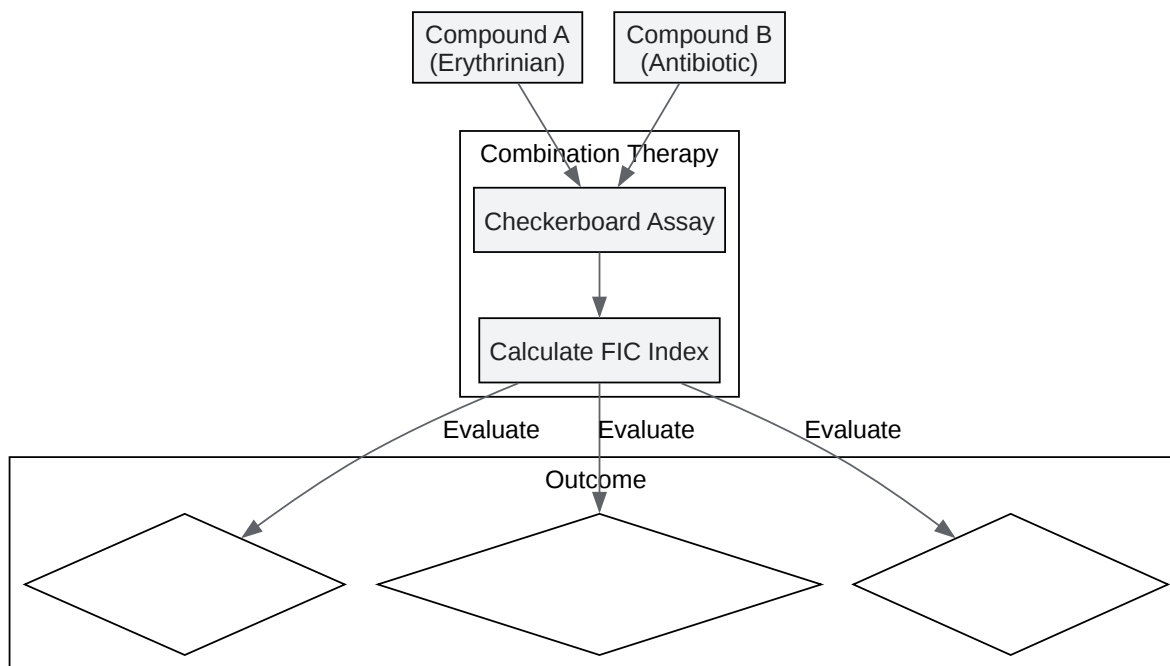 Compound A
(Erythrinian)
Compound B
(Antibiotic)
Combination Therapy
Checkerboard Assay
Calculate FIC Index
Evaluate
Evaluate
Evaluate
Outcome